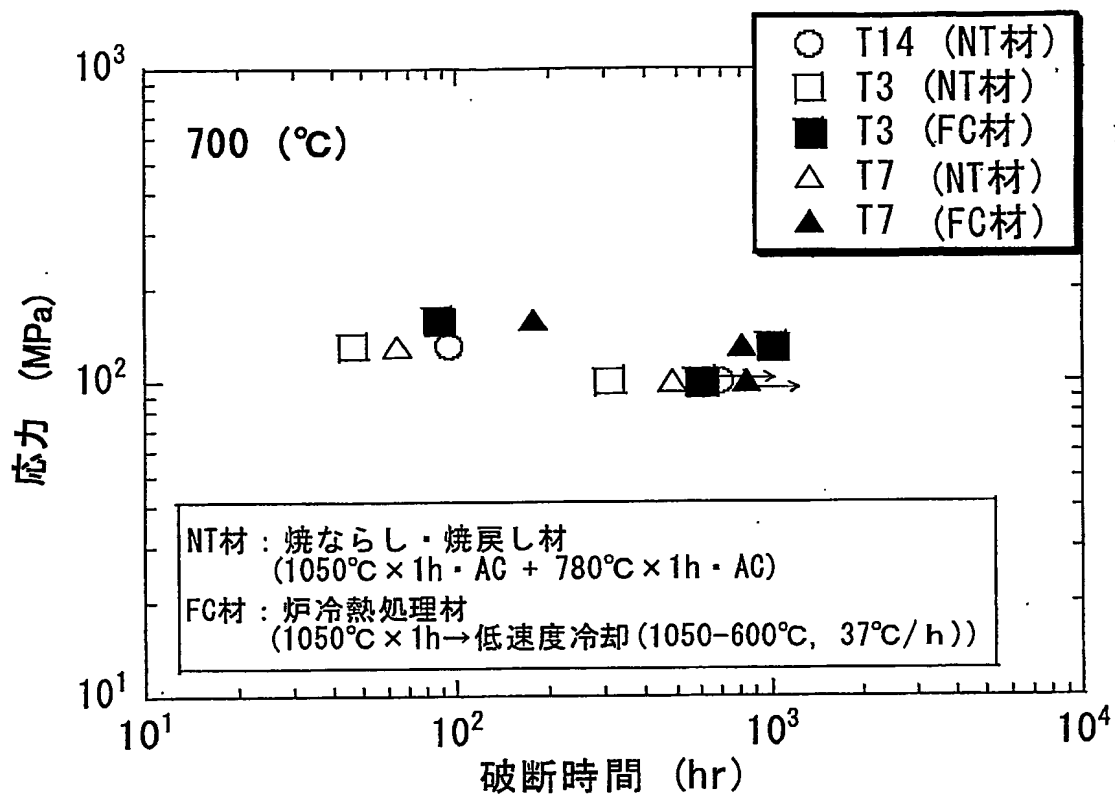 ○ T14 (NT材)
□ T3 (NT材)
■ T3 (FC材)
△ T7 (NT材)
▲ T7 (FC材)
10³
700 (℃)
10²
応力 (MPa)
NT材：焼ならし・焼戻し材
(1050℃×1h・AC + 780℃×1h・AC)
FC材：炉冷熱処理材
(1050℃×1h→低速度冷却(1050-600℃, 37℃/h))
10¹
10¹ 10² 10³ 10⁴
破断時間 (hr)